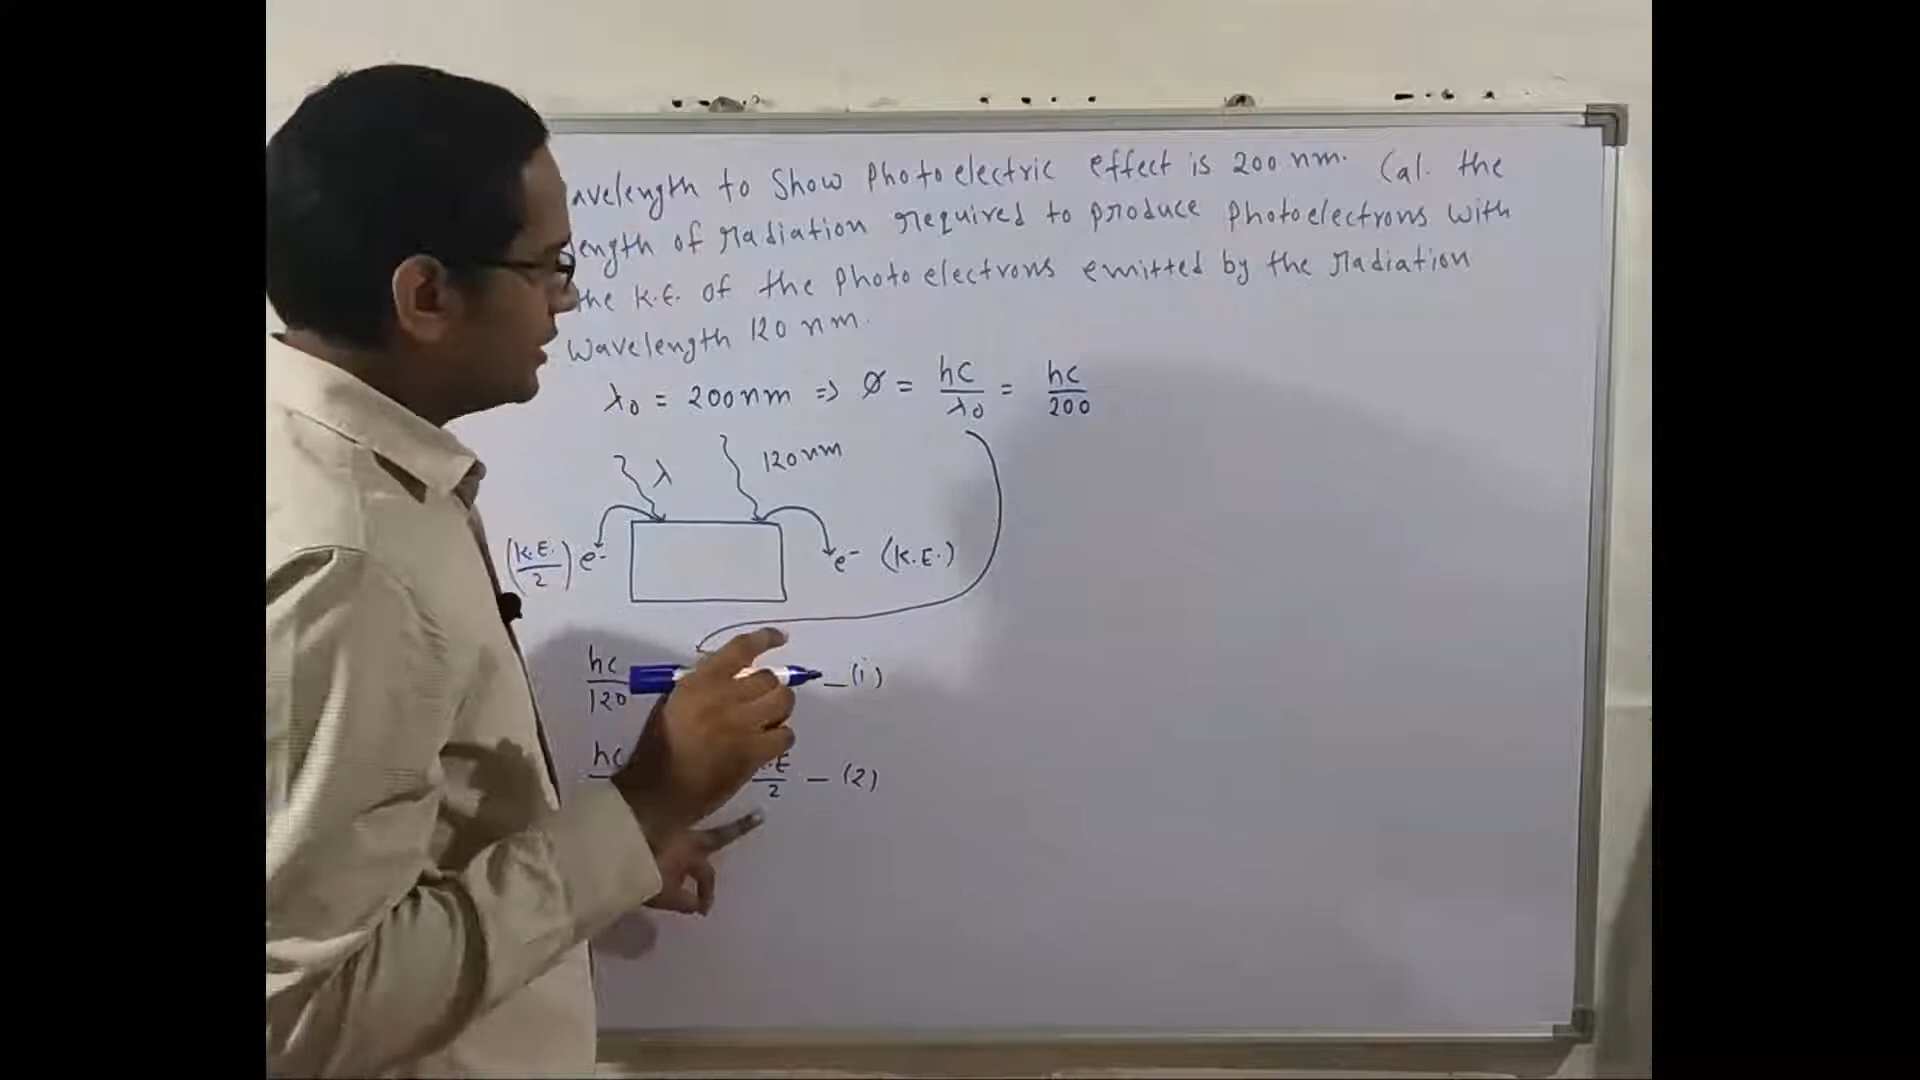 avelength to show photoelectric effect is 200 nm. Cal. the
length of radiation required to produce photoelectrons with
the K.E. of the photoelectrons emitted by the radiation
wavelength 120 nm.
λ0 = 200nm => Ø = hc/λ0 = hc/200
λ 120nm
(K.E./2) e- e- (K.E.)
hc/120 _ (i)
hc K.E/2 - (2)